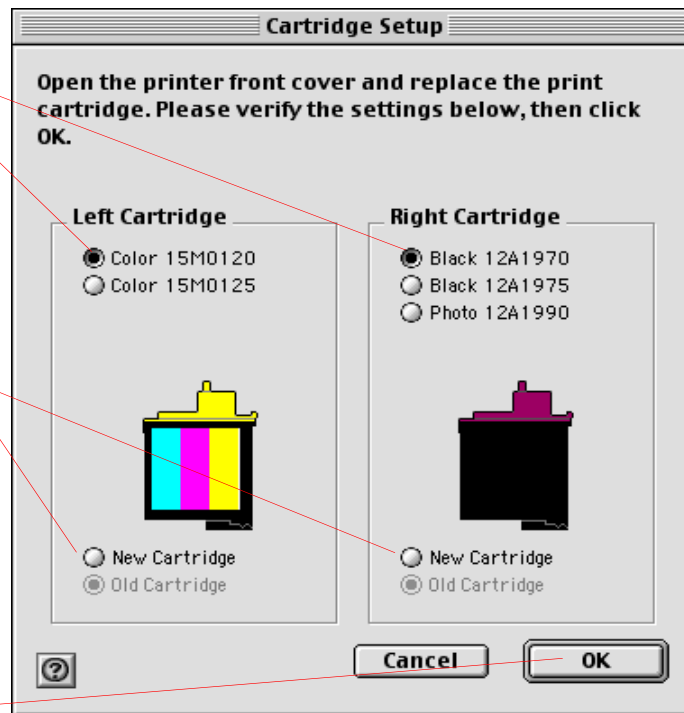 Cartridge Setup
Open the printer front cover and replace the print
cartridge. Please verify the settings below, then click
OK.
Left Cartridge
Color 15M0120
Color 15M0125
New Cartridge
Old Cartridge
Right Cartridge
Black 12A1970
Black 12A1975
Photo 12A1990
New Cartridge
Old Cartridge
?
Cancel
OK